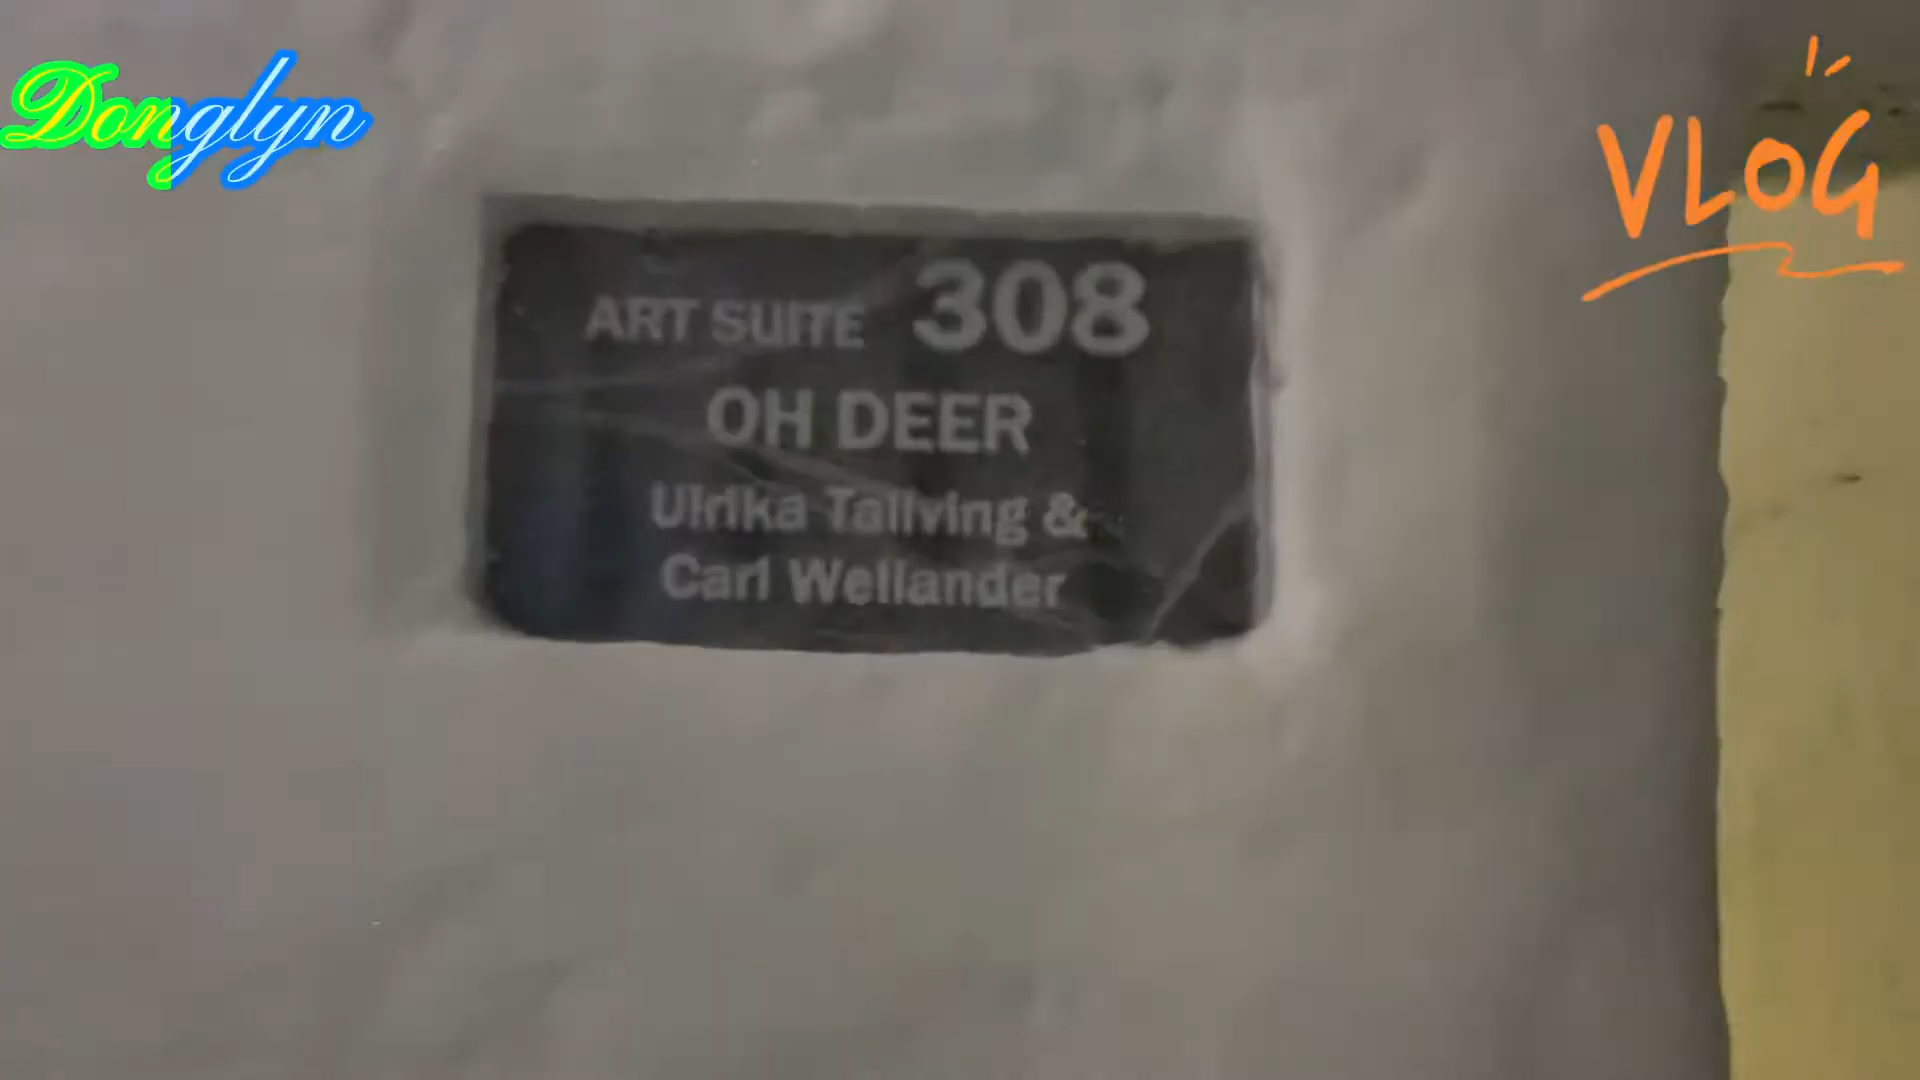 Donglyn
VLOG
ART SUITE 308
OH DEER
Ulrika Tallving &
Carl Wellander